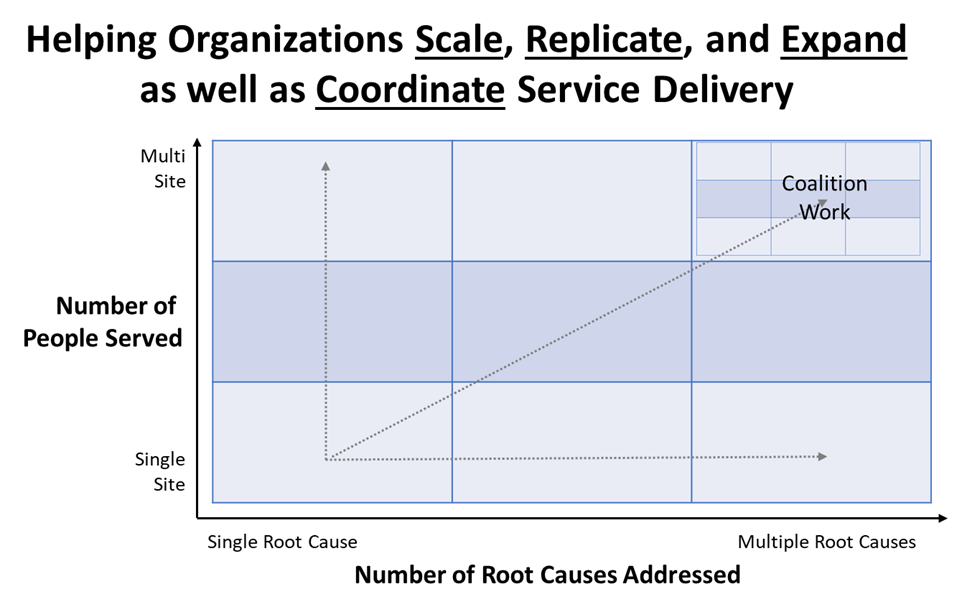 Helping Organizations Scale, Replicate, and Expand
as well as Coordinate Service Delivery
Multi
Site
Coalition
Work
Number of
People Served
Single
Site
Single Root Cause
Multiple Root Causes
Number of Root Causes Addressed